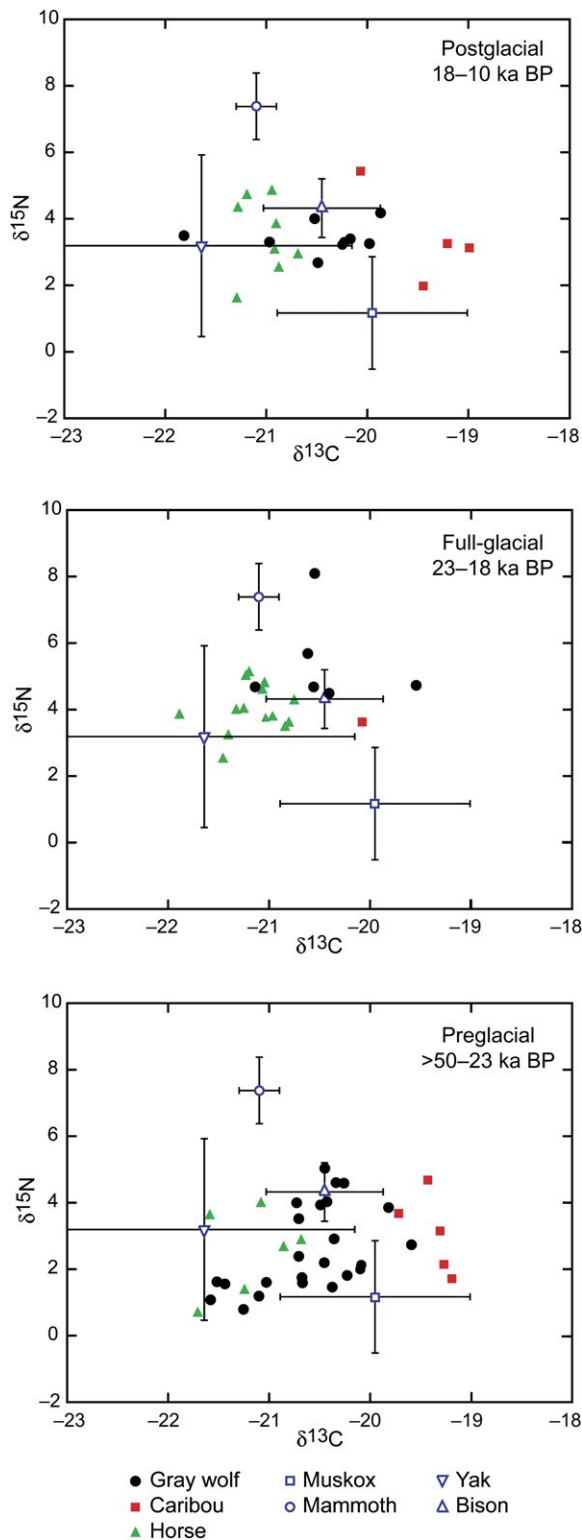 Postglacial
18–10 ka BP
10
8
6
4
2
0
–2
δ15N
–23 –22 –21 –20 –19 –18
δ13C
Full-glacial
23–18 ka BP
10
8
6
4
2
0
–2
δ15N
–23 –22 –21 –20 –19 –18
δ13C
Preglacial
>50–23 ka BP
10
8
6
4
2
0
–2
δ15N
–23 –22 –21 –20 –19 –18
δ13C
Gray wolf Muskox Yak
Caribou Mammoth Bison
Horse